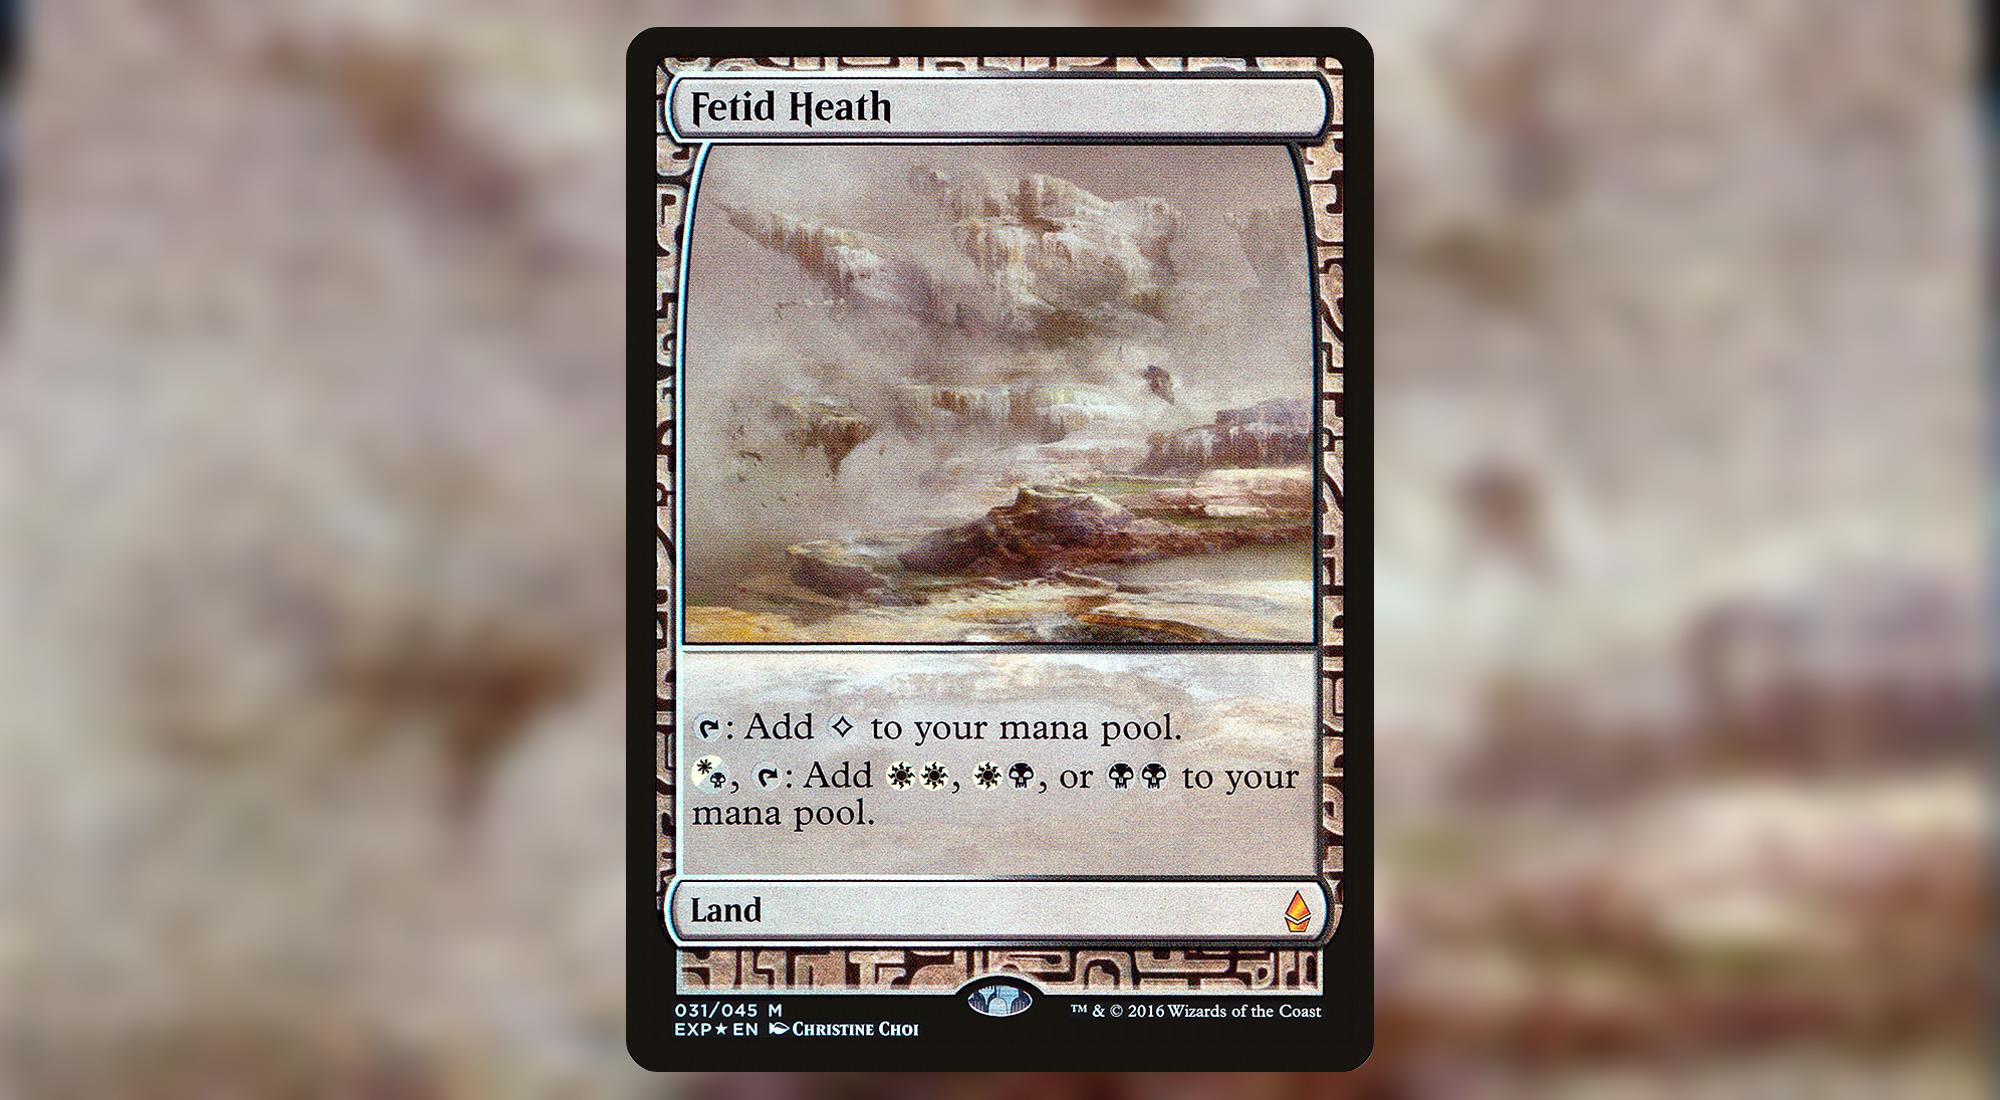 Fetid Heath
: Add to your mana pool.
, : Add , , or to your
mana pool.
Land
031/045 M
EXP★EN Christine Choi
™ & © 2016 Wizards of the Coast